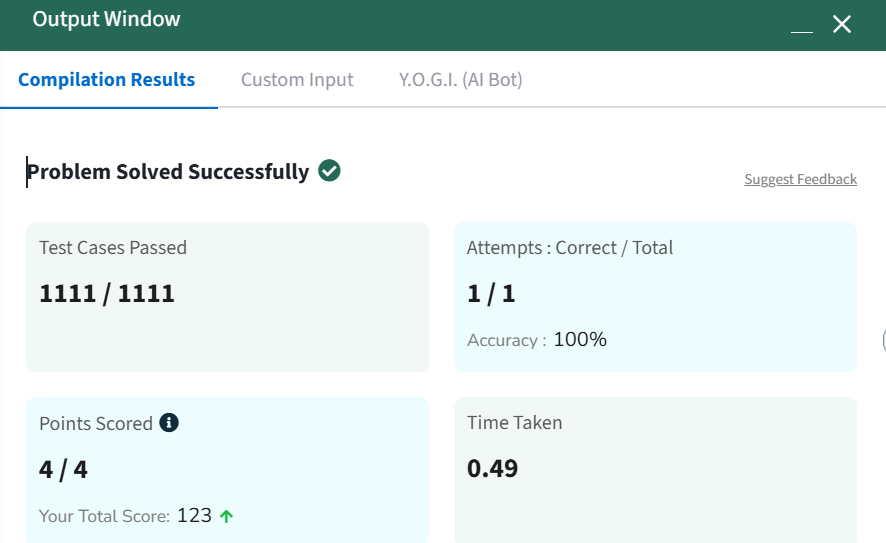 Output Window
Compilation Results Custom Input Y.O.G.I. (AI Bot)
Problem Solved Successfully
Suggest Feedback
Test Cases Passed
1111 / 1111
Attempts : Correct / Total
1 / 1
Accuracy : 100%
Points Scored
4 / 4
Your Total Score: 123
Time Taken
0.49